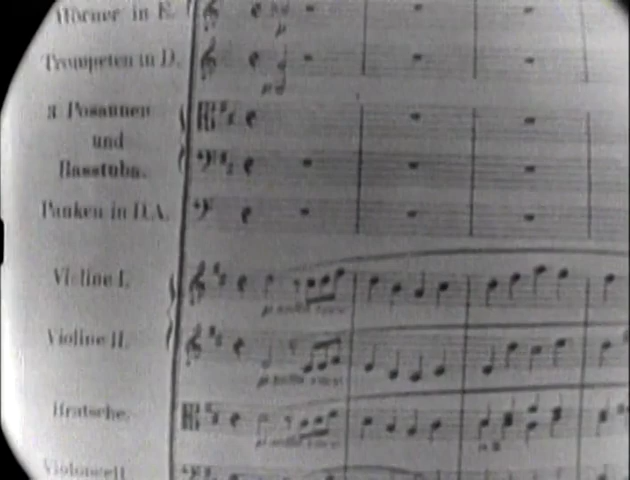 Hörner in E.
Trompeten in D.
3 Posaunen
und
Basstuba.
Pauken in D.A.
Violine I.
Violine II.
Bratsche.
Violoncell